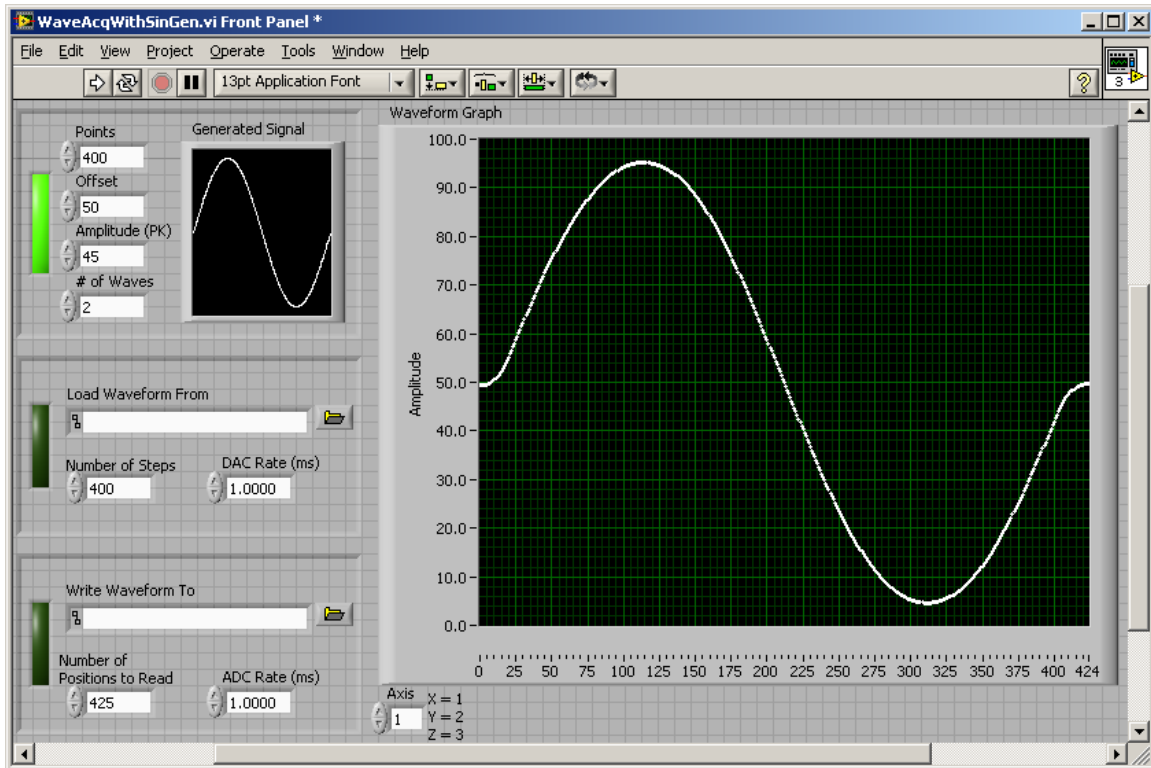 WaveAcqWithSinGen.vi Front Panel *
File Edit View Project Operate Tools Window Help
13pt Application Font
?
3
Points
400
Offset
50
Amplitude (PK)
45
# of Waves
2
Generated Signal
Load Waveform From
Number of Steps
400
DAC Rate (ms)
1.0000
Write Waveform To
Number of
Positions to Read
425
ADC Rate (ms)
1.0000
Waveform Graph
Amplitude
100.0
90.0
80.0
70.0
60.0
50.0
40.0
30.0
20.0
10.0
0.0
0 25 50 75 100 125 150 175 200 225 250 275 300 325 350 375 400 424
Axis
1
X = 1
Y = 2
Z = 3